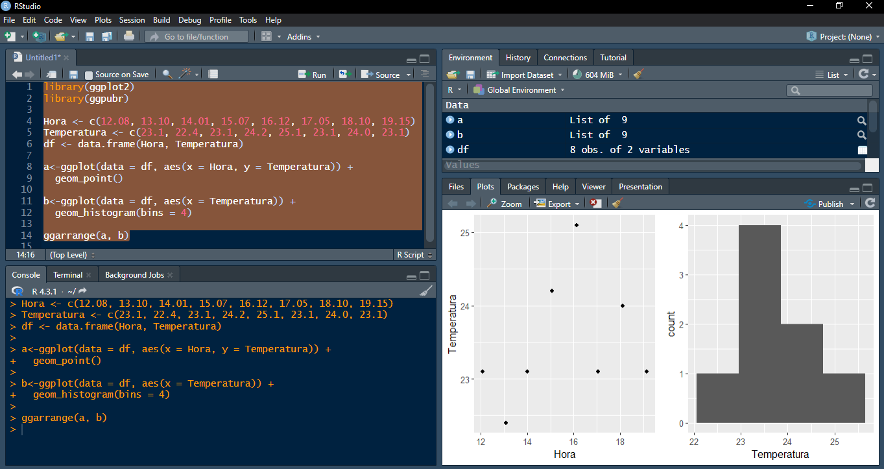 RStudio
File Edit Code View Plots Session Build Debug Profile Tools Help
Go to file/function Addins Project: (None)
Untitled1*
Source on Save Run Source
1 library(ggplot2)
2 library(ggpubr)
3
4 Hora <- c(12.08, 13.10, 14.01, 15.07, 16.12, 17.05, 18.10, 19.15)
5 Temperatura <- c(23.1, 22.4, 23.1, 24.2, 25.1, 23.1, 24.0, 23.1)
6 df <- data.frame(Hora, Temperatura)
7
8 a<-ggplot(data = df, aes(x = Hora, y = Temperatura)) +
9 geom_point()
10
11 b<-ggplot(data = df, aes(x = Temperatura)) +
12 geom_histogram(bins = 4)
13
14 ggarrange(a, b)
15
14:16 (Top Level) R Script
Console Terminal Background Jobs
R 4.3.1 · ~/
> Hora <- c(12.08, 13.10, 14.01, 15.07, 16.12, 17.05, 18.10, 19.15)
> Temperatura <- c(23.1, 22.4, 23.1, 24.2, 25.1, 23.1, 24.0, 23.1)
> df <- data.frame(Hora, Temperatura)
>
> a<-ggplot(data = df, aes(x = Hora, y = Temperatura)) +
+ geom_point()
>
> b<-ggplot(data = df, aes(x = Temperatura)) +
+ geom_histogram(bins = 4)
>
> ggarrange(a, b)
>
Environment History Connections Tutorial
Import Dataset 604 MiB List
R Global Environment
Data
a List of 9
b List of 9
df 8 obs. of 2 variables
Values
Files Plots Packages Help Viewer Presentation
Zoom Export Publish
25
24
23
Temperatura
12 14 16 18
Hora
4
3
2
1
0
count
22 23 24 25
Temperatura